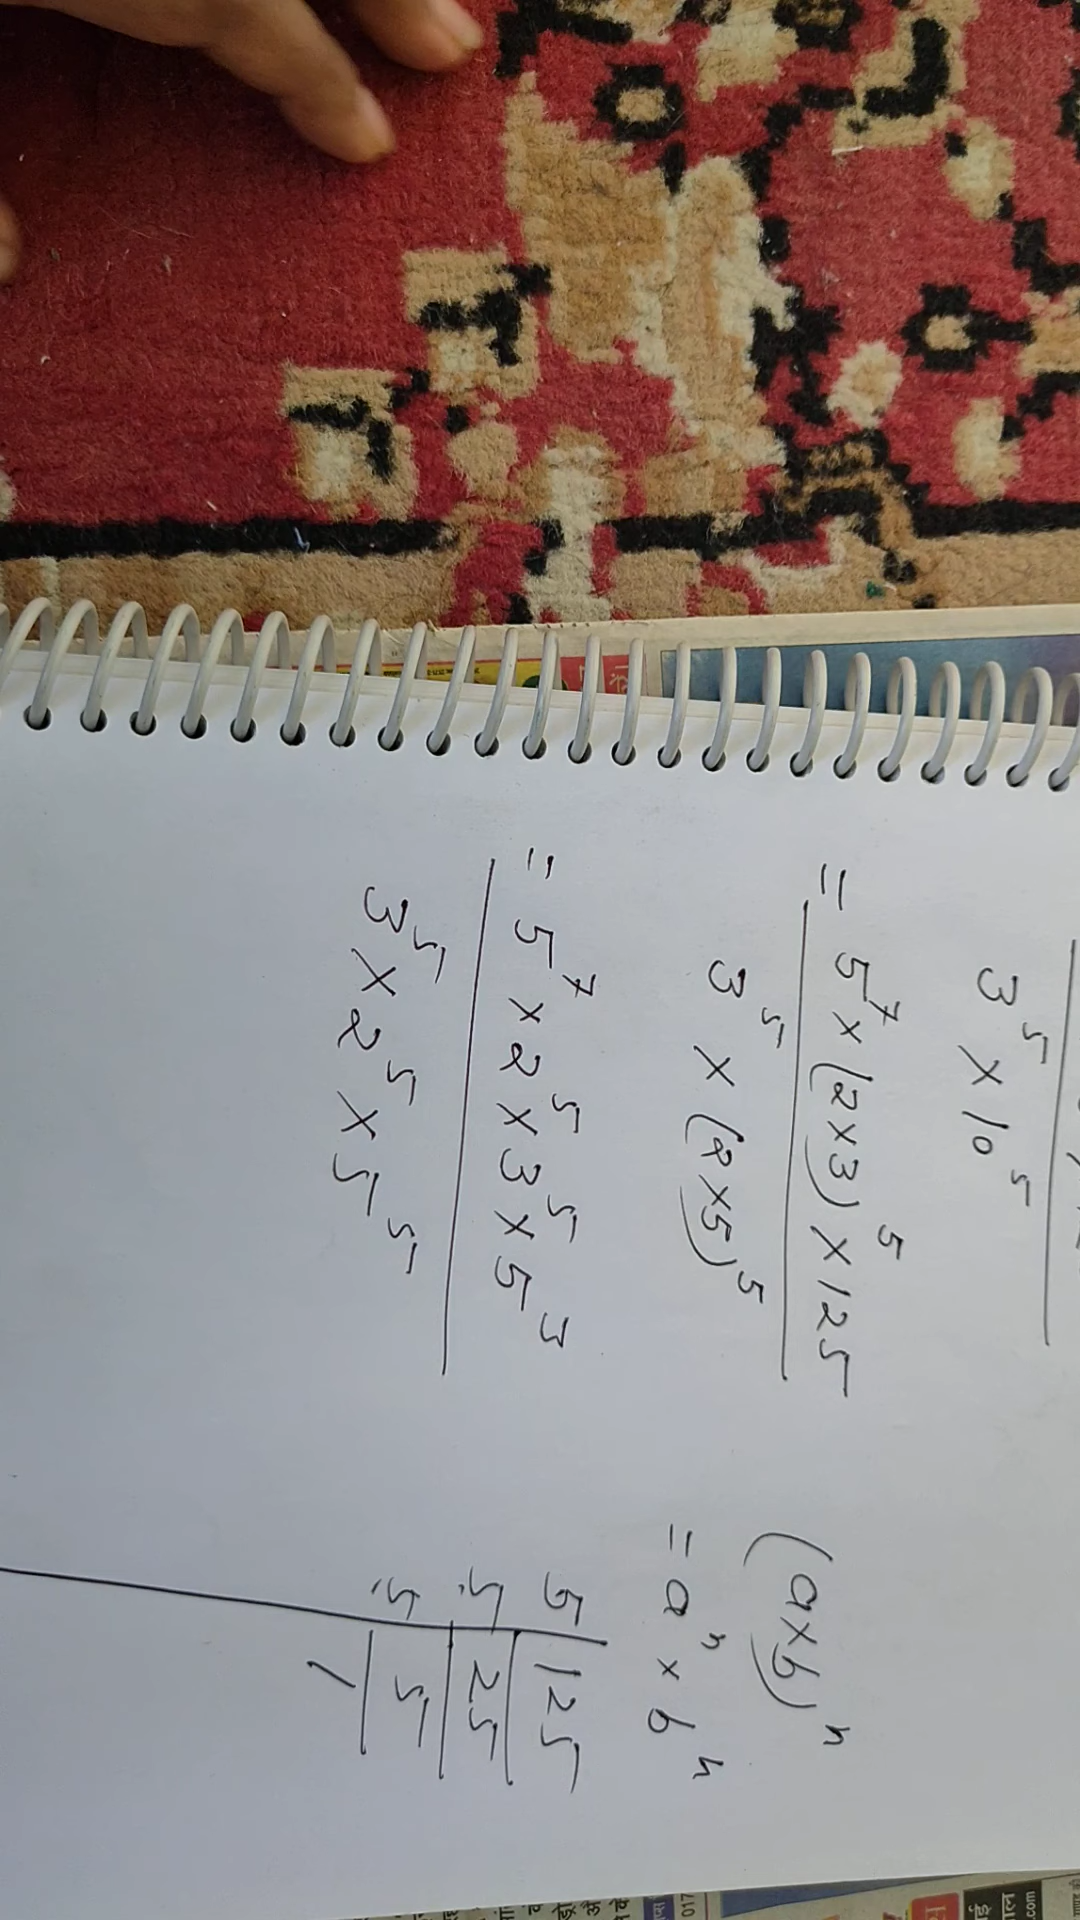 3⁵ × 10⁵
= 5⁷ × (2×3)⁵ × 125
3⁵ × (2×5)⁵
= 5⁷ × 2⁵ × 3⁵ × 5³
3⁵ × 2⁵ × 5⁵
(a×b)ⁿ
= aⁿ × bⁿ
5 | 125
5 | 25
5 | 5
1